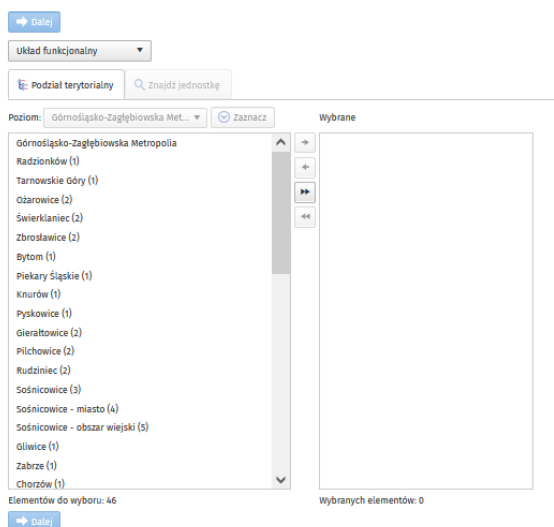 Dalej
Układ funkcjonalny
Podział terytorialny Znajdź jednostkę
Poziom: Górnośląsko-Zagłębiowska Met... Zaznacz Wybrane
Górnośląsko-Zagłębiowska Metropolia
Radzionków (1)
Tarnowskie Góry (1)
Ożarowice (2)
Świerklaniec (2)
Zbrosławice (2)
Bytom (1)
Piekary Śląskie (1)
Knurów (1)
Pyskowice (1)
Gierałtowice (2)
Pilchowice (2)
Rudziniec (2)
Sośnicowice (3)
Sośnicowice - miasto (4)
Sośnicowice - obszar wiejski (5)
Gliwice (1)
Zabrze (1)
Chorzów (1)
Elementów do wyboru: 46 Wybranych elementów: 0
Dalej